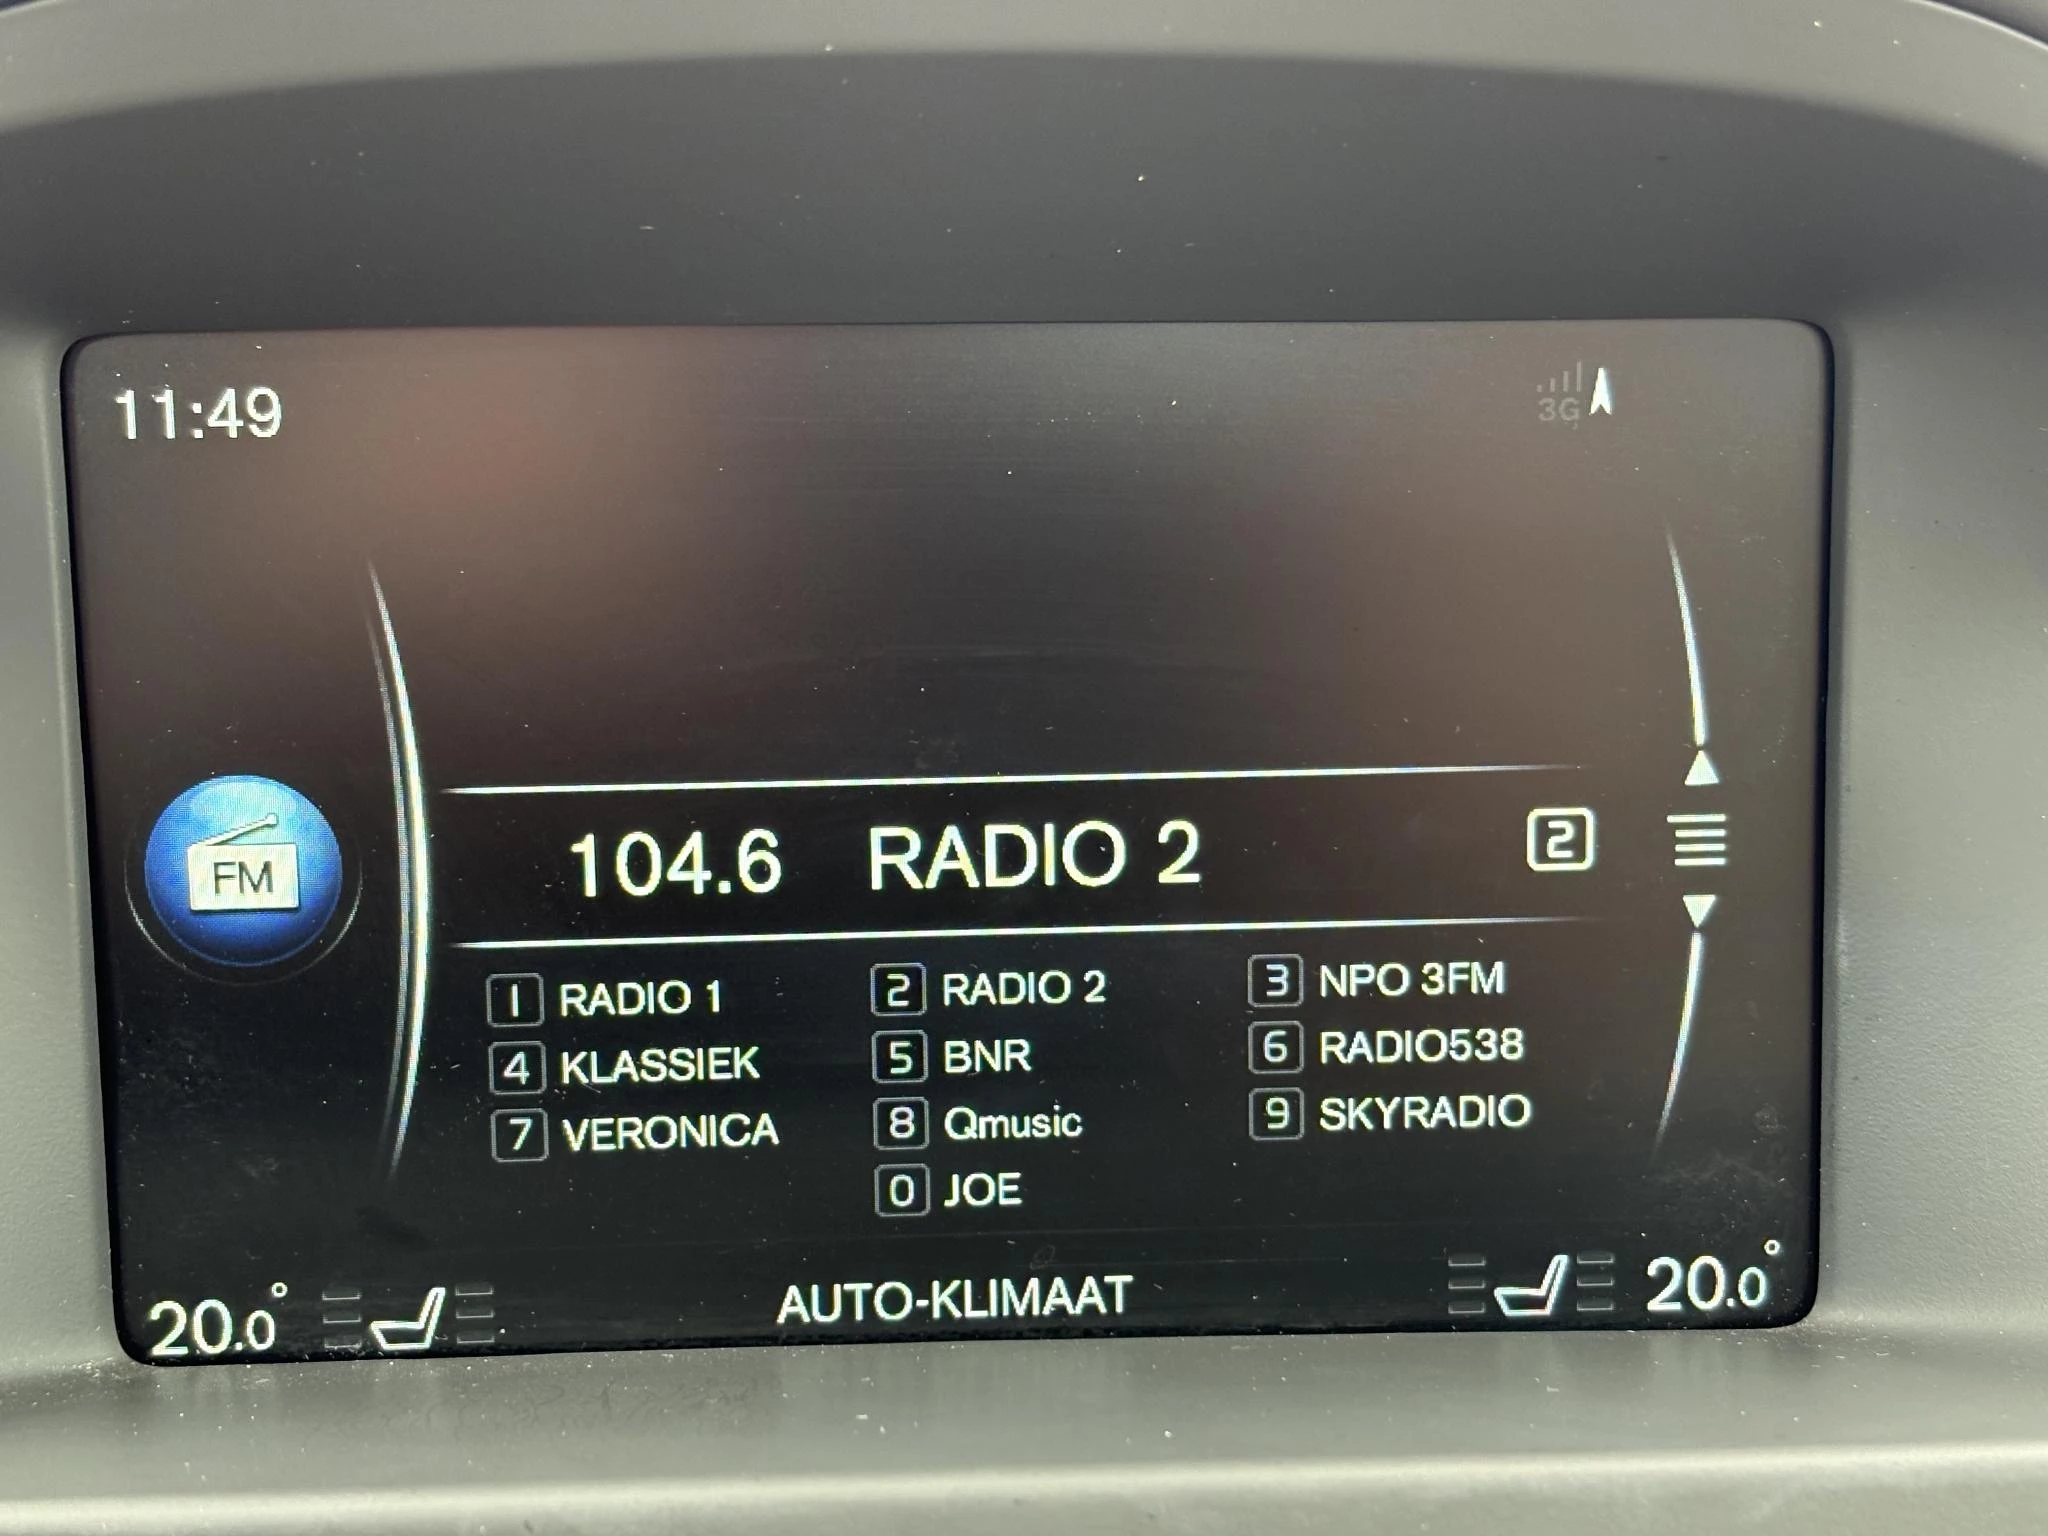 11:49
3G
FM
104.6 RADIO 2 2
1 RADIO 1 2 RADIO 2 3 NPO 3FM
4 KLASSIEK 5 BNR 6 RADIO538
7 VERONICA 8 Qmusic 9 SKYRADIO
0 JOE
20.0° AUTO-KLIMAAT 20.0°